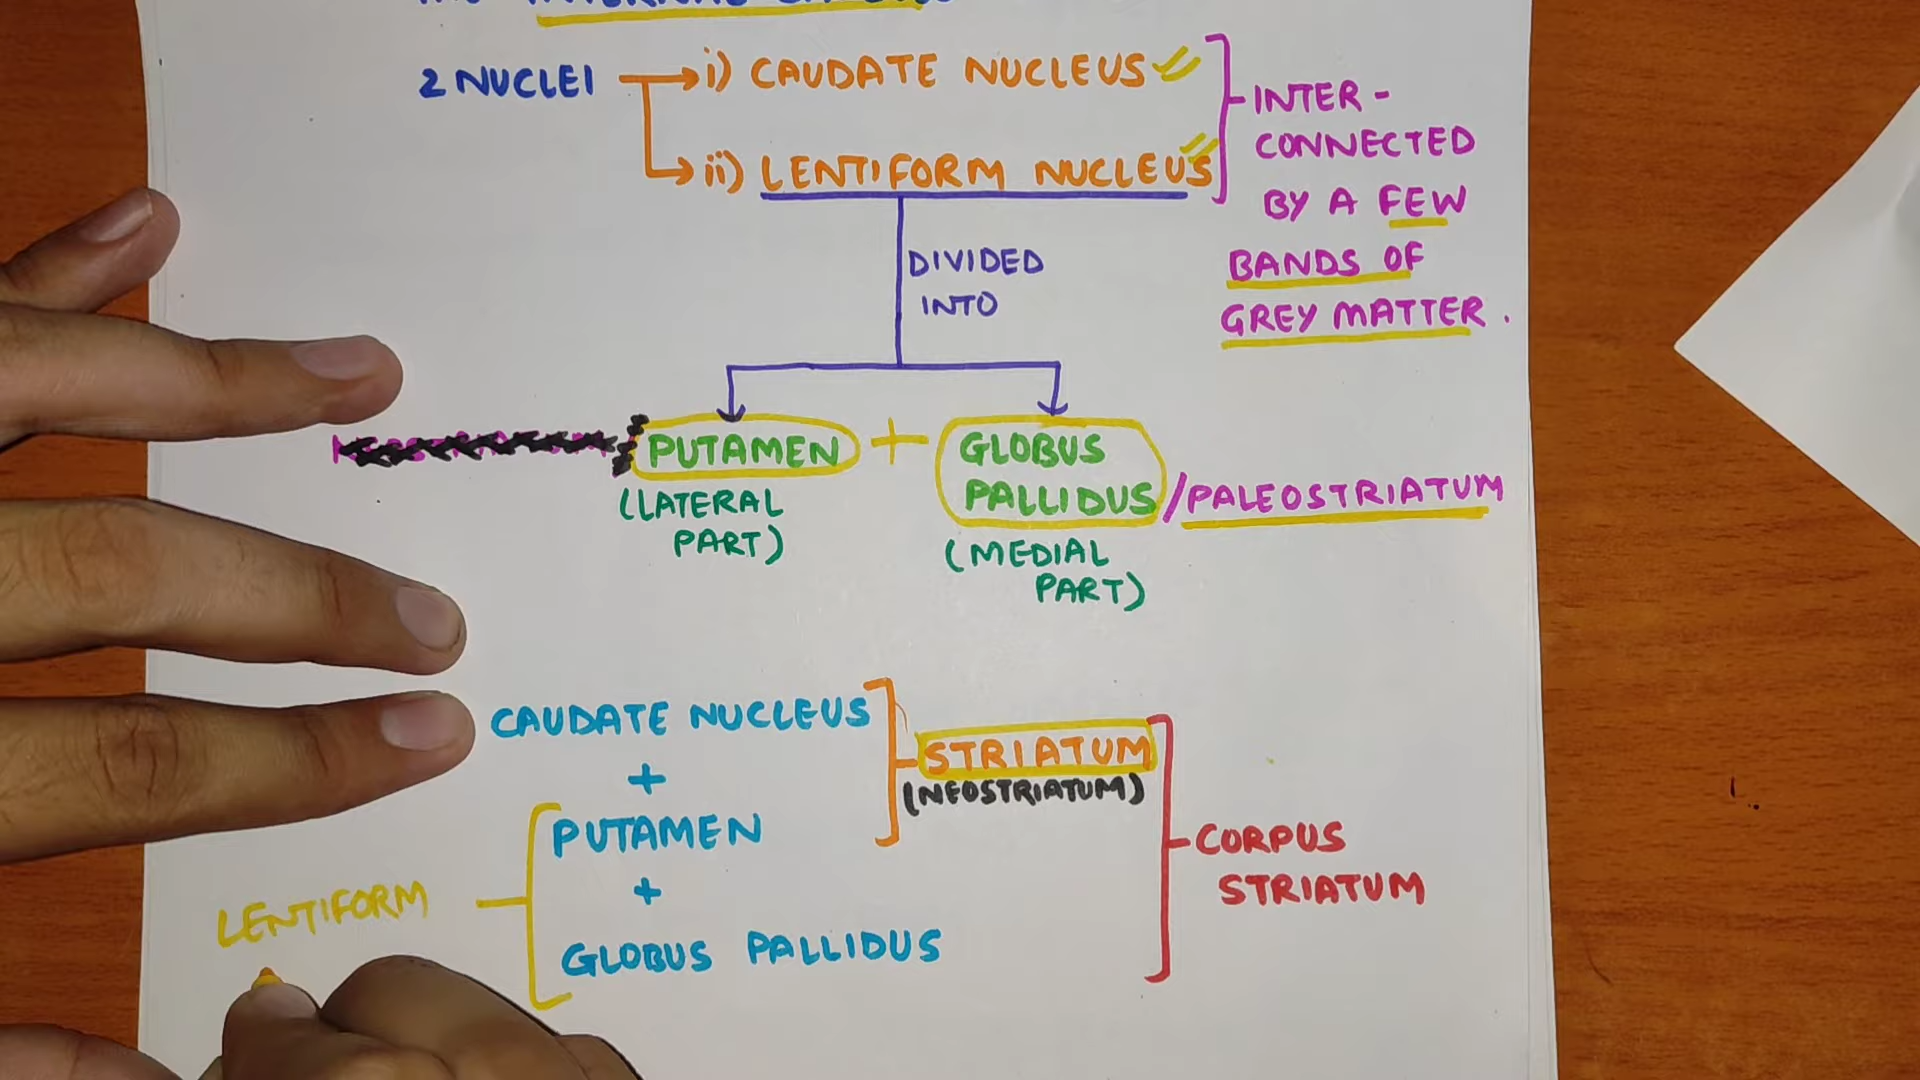 2 NUCLEI
i) CAUDATE NUCLEUS
ii) LENTIFORM NUCLEUS
INTER-
CONNECTED
BY A FEW
BANDS OF
GREY MATTER.
DIVIDED
INTO
PUTAMEN + GLOBUS
PALLIDUS /PALEOSTRIATUM
(LATERAL
PART)
(MEDIAL
PART)
CAUDATE NUCLEUS
+
PUTAMEN
+
GLOBUS PALLIDUS
STRIATUM
(NEOSTRIATUM)
CORPUS
STRIATUM
LENTIFORM